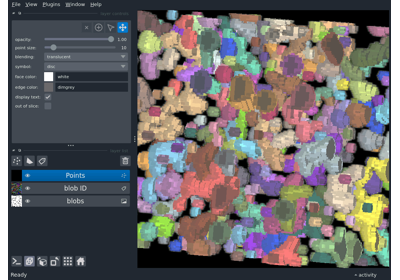 File View Plugins Window Help
opacity: 1.00
point size: 10
blending: translucent
symbol: disc
face color: white
edge color: dimgrey
display text:
out of slice:
Points
blob ID
blobs
Ready
activity